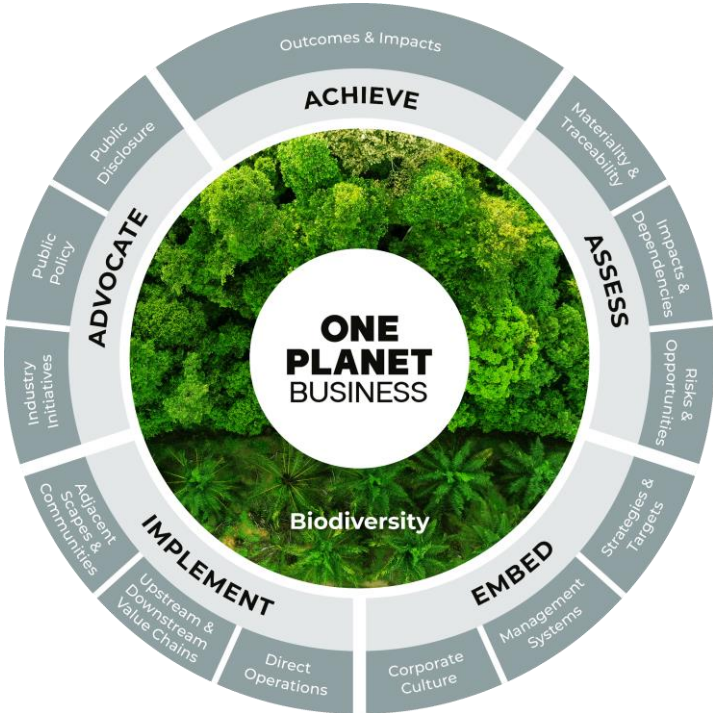 Outcomes & Impacts
ACHIEVE
Materiality &
Traceability
Impacts &
Dependencies
Risks &
Opportunities
ASSESS
Strategies &
Targets
Management
Systems
Corporate
Culture
EMBED
Direct
Operations
Upstream &
Downstream
Value Chains
Adjacent
Scapes &
Communities
IMPLEMENT
Industry
Initiatives
Public
Policy
Public
Disclosure
ADVOCATE
ONE
PLANET
BUSINESS
Biodiversity